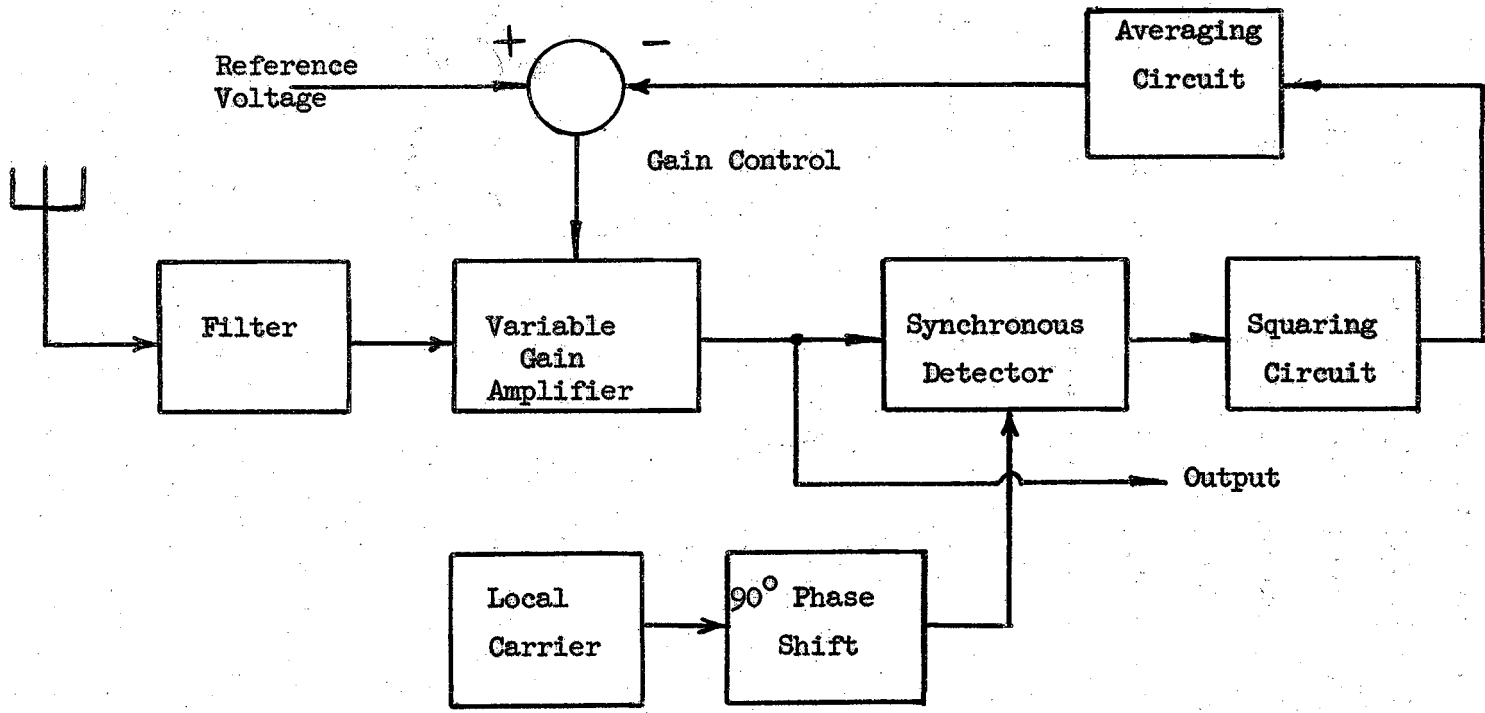 Averaging
Circuit
+
−
Reference
Voltage
Gain Control
Filter
Variable
Gain
Amplifier
Synchronous
Detector
Squaring
Circuit
Output
Local
Carrier
90° Phase
Shift